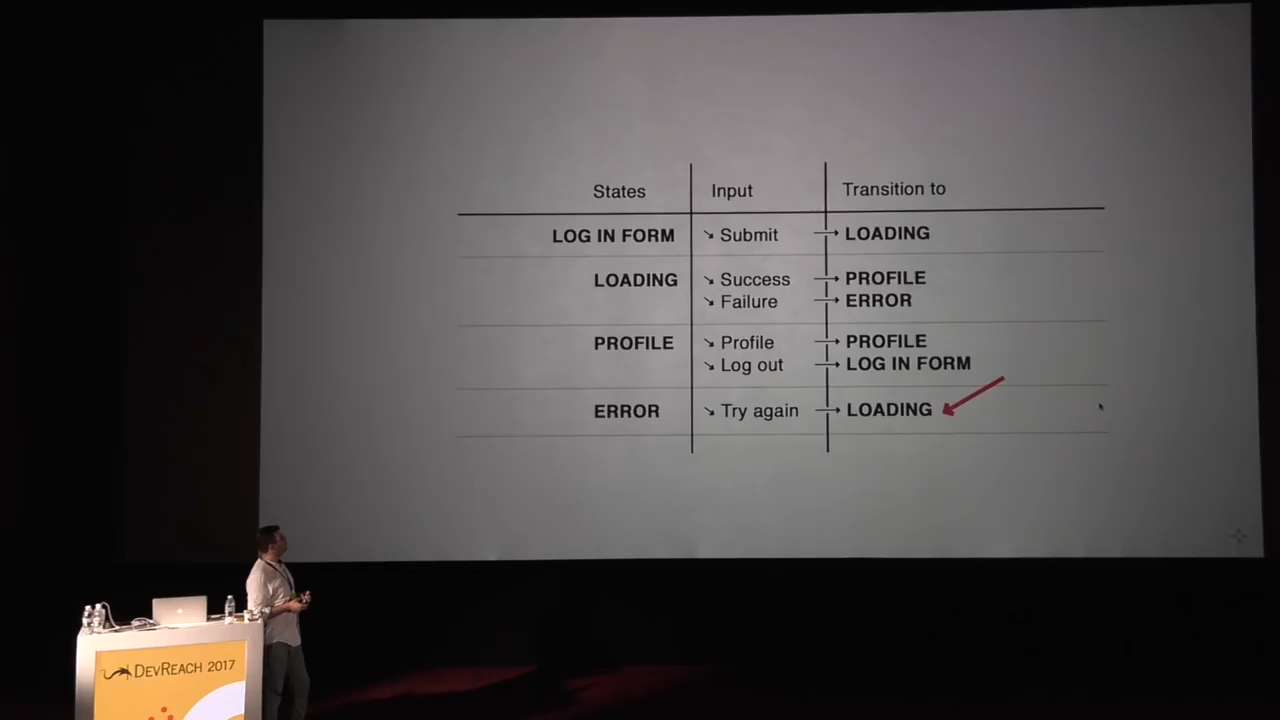 States Input Transition to
LOG IN FORM ↘ Submit → LOADING
LOADING ↘ Success → PROFILE
↘ Failure → ERROR
PROFILE ↘ Profile → PROFILE
↘ Log out → LOG IN FORM
ERROR ↘ Try again → LOADING
DEVREACH 2017